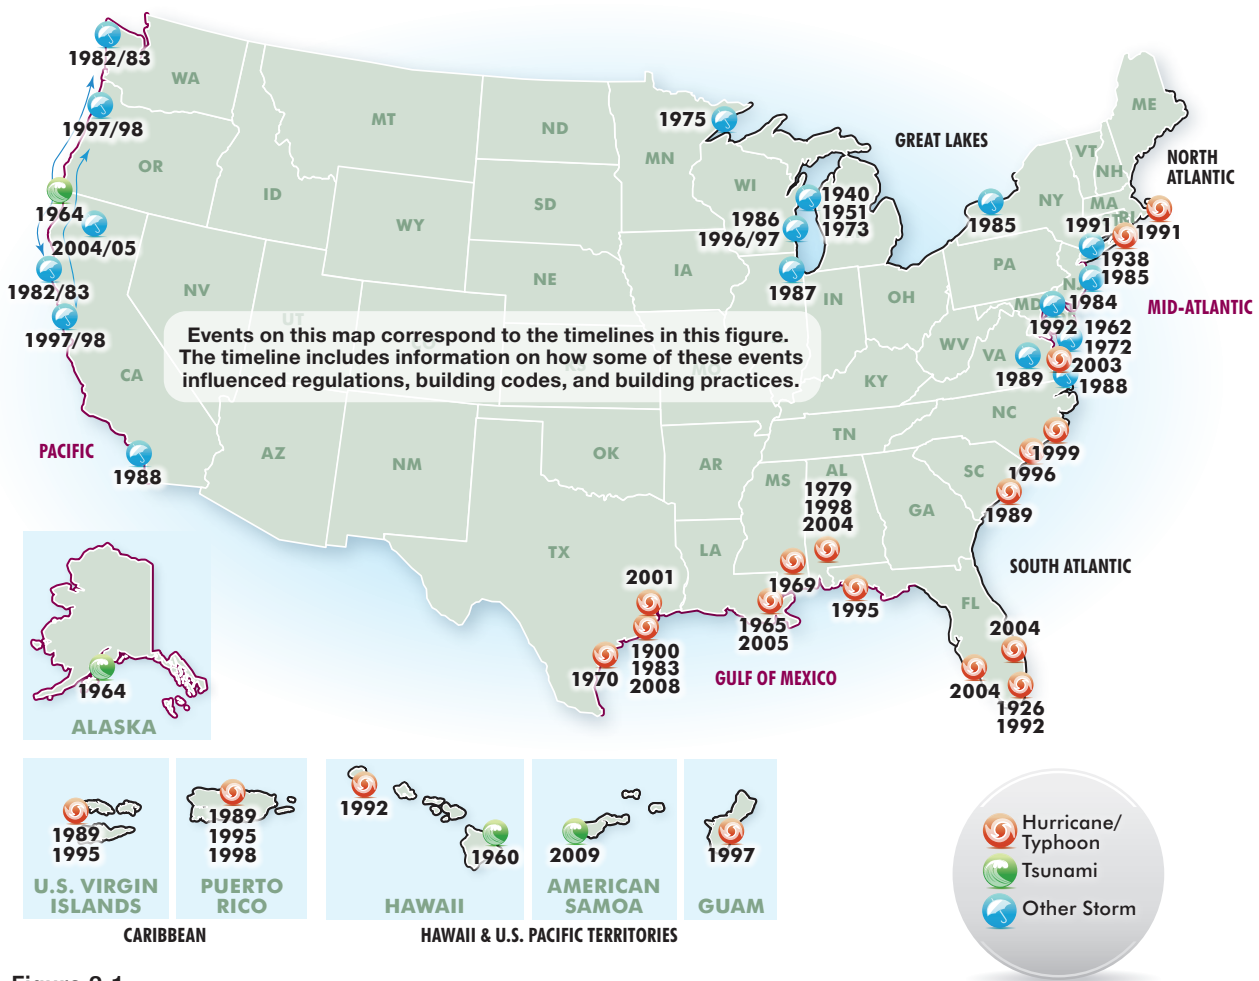 1982/83
WA
1997/98
OR
1964
2004/05
1982/83
1997/98
NV
CA
PACIFIC
1988
MT
ID
WY
UT
AZ
NM
ND
SD
NE
KS
OK
TX
1975
MN
WI
IA
MO
AR
LA
GREAT LAKES
1940
1951
1973
1986
1996/97
1987
IN
OH
KY
TN
MS
AL
1979
1998
2004
GA
1985
NY
PA
WV
VA
NC
SC
ME
VT
NH
MA
RI
NORTH
ATLANTIC
1991
1991
1938
1985
NJ
MD
1984
MID-ATLANTIC
1992
1962
1972
2003
1989
1988
1999
1996
1989
SOUTH ATLANTIC
FL
2004
2004
1926
1992
1995
1969
1965
2005
2001
1900
1983
2008
1970
GULF OF MEXICO
Events on this map correspond to the timelines in this figure.
The timeline includes information on how some of these events
influenced regulations, building codes, and building practices.
1964
ALASKA
1989
1995
U.S. VIRGIN
ISLANDS
1989
1995
1998
PUERTO
RICO
CARIBBEAN
1992
1960
HAWAII
2009
AMERICAN
SAMOA
1997
GUAM
HAWAII & U.S. PACIFIC TERRITORIES
Hurricane/
Typhoon
Tsunami
Other Storm